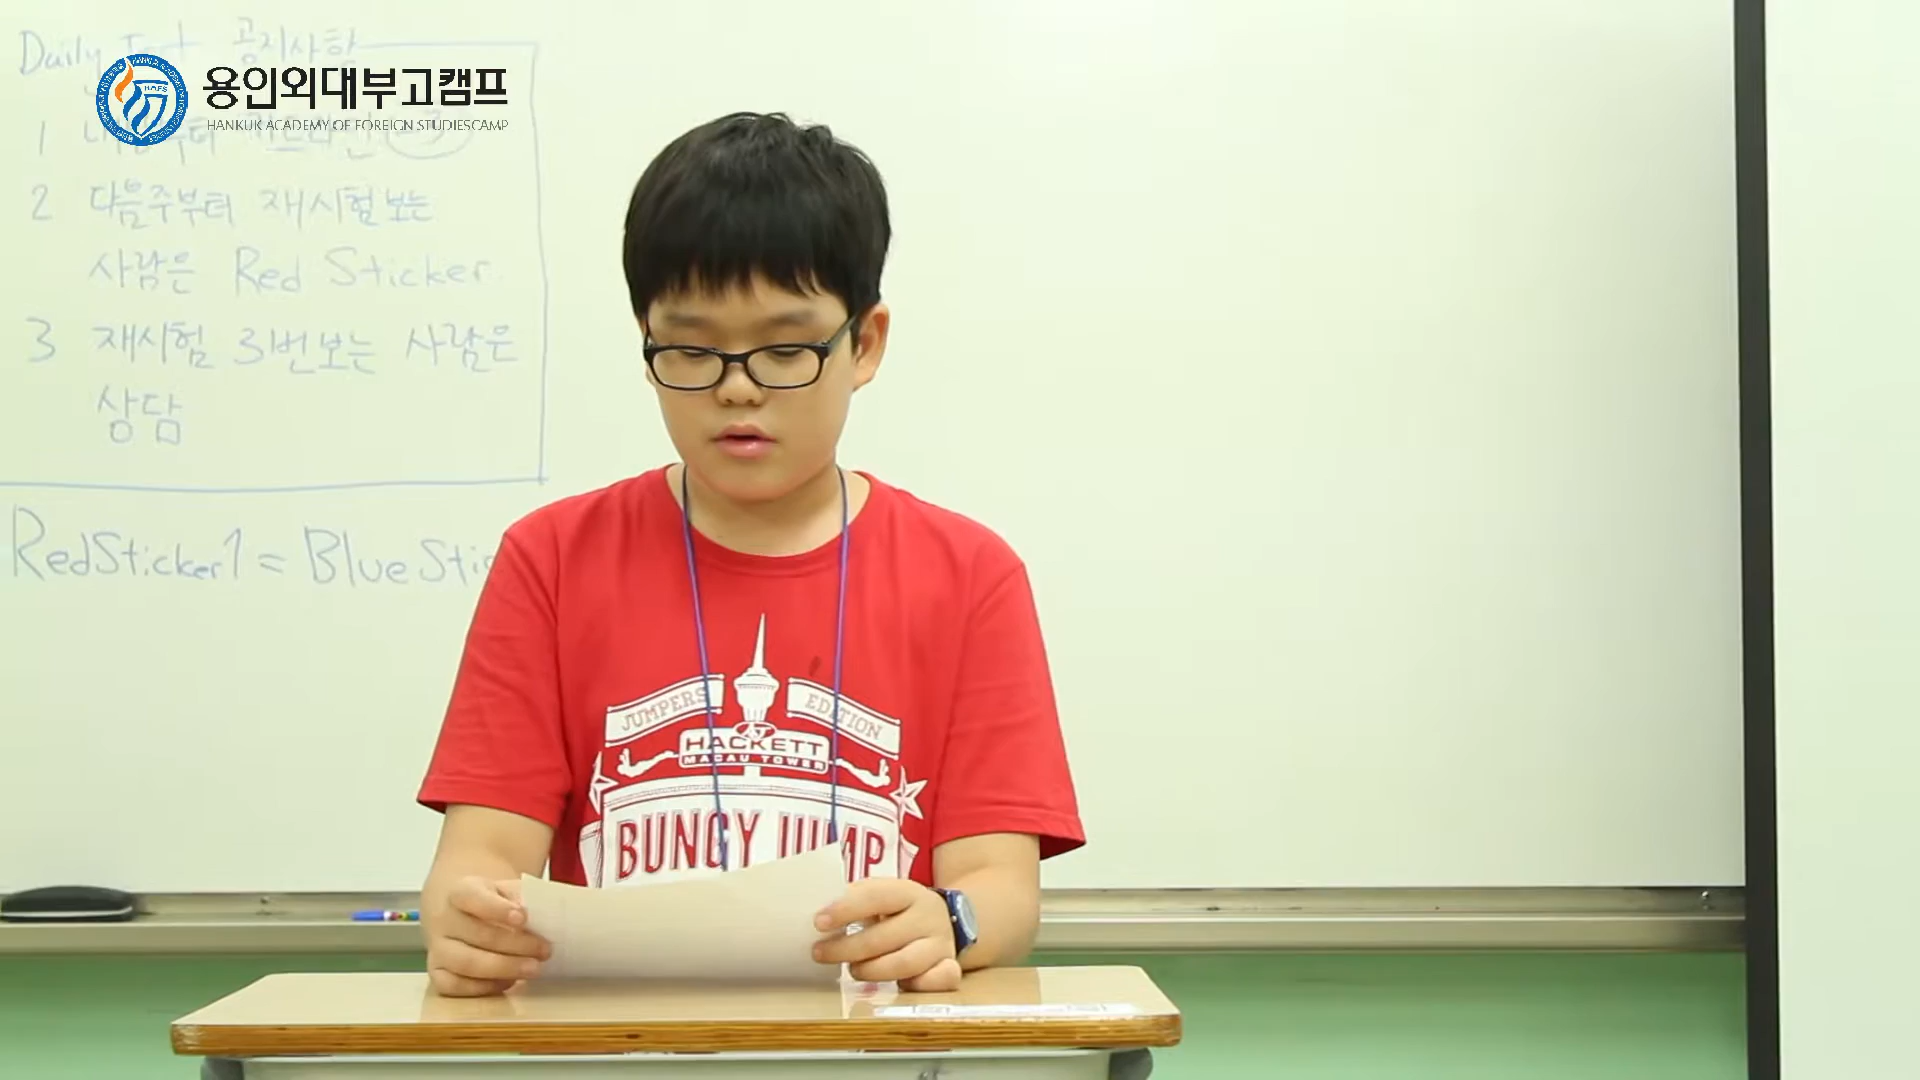 Daily Test 공지사항
용인외대부고캠프
HANKUK ACADEMY OF FOREIGN STUDIESCAMP
HAFS
1
2 다음주부터 재시험보는
사람은 Red Sticker
3 재시험 3번보는 사람은
상담
RedSticker1 = Blue Stic
JUMPERS EDITION
AJ HACKETT
MACAU TOWER
BUNGY JUMP